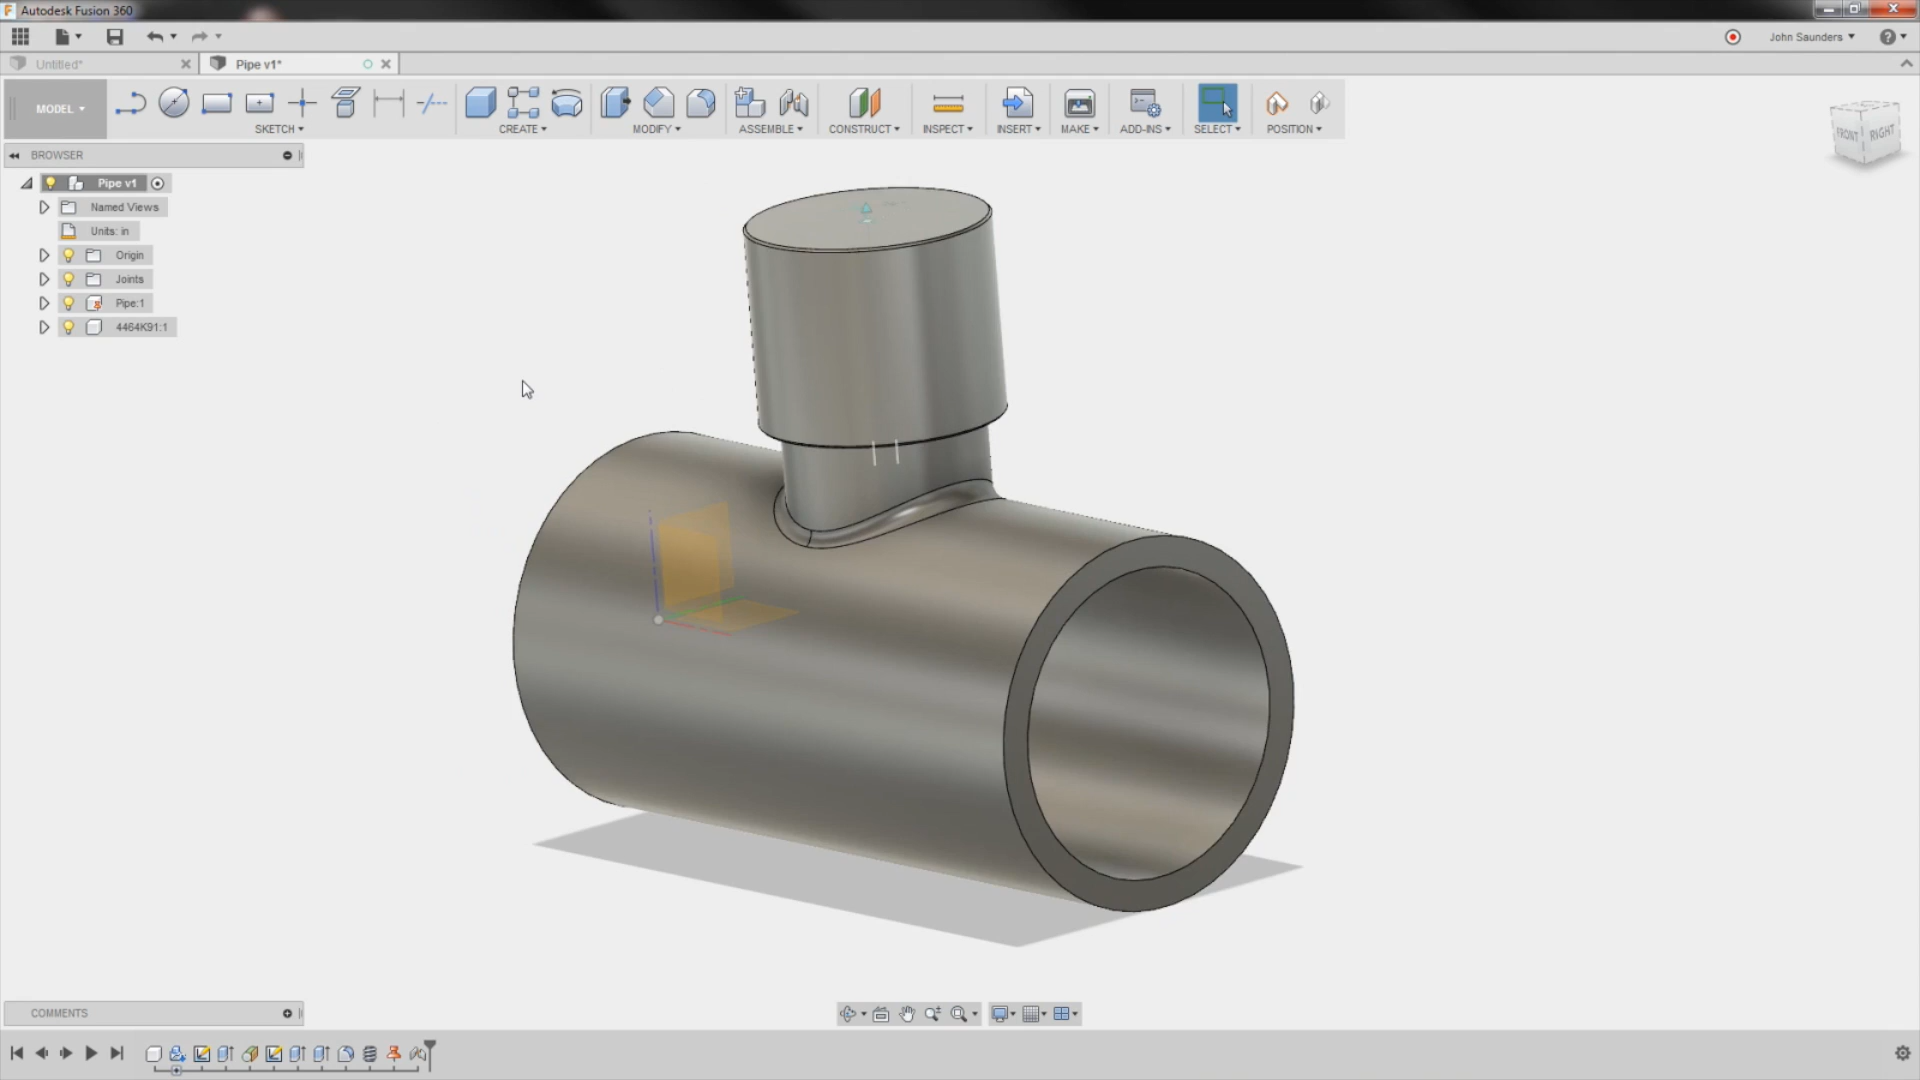 Autodesk Fusion 360
John Saunders
Untitled*
Pipe v1*
MODEL
SKETCH
CREATE
MODIFY
ASSEMBLE
CONSTRUCT
INSPECT
INSERT
MAKE
ADD-INS
SELECT
POSITION
FRONT
RIGHT
BROWSER
Pipe v1
Named Views
Units: in
Origin
Joints
Pipe:1
4464K91:1
COMMENTS